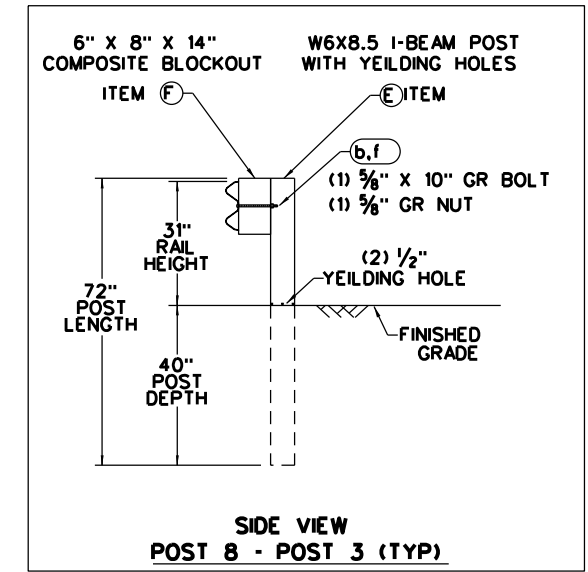 6" X 8" X 14"
COMPOSITE BLOCKOUT
ITEM F
W6X8.5 I-BEAM POST
WITH YEILDING HOLES
E ITEM
b,f
(1) 5/8" X 10" GR BOLT
(1) 5/8" GR NUT
31"
RAIL
HEIGHT
(2) 1/2"
YEILDING HOLE
72"
POST
LENGTH
FINISHED
GRADE
40"
POST
DEPTH
SIDE VIEW
POST 8 - POST 3 (TYP)